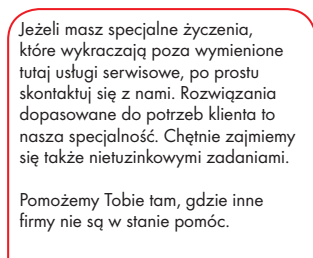 Jeżeli masz specjalne życzenia,
które wykraczają poza wymienione
tutaj usługi serwisowe, po prostu
skontaktuj się z nami. Rozwiązania
dopasowane do potrzeb klienta to
nasza specjalność. Chętnie zajmiemy
się także nietuzinkowymi zadaniami.

Pomożemy Tobie tam, gdzie inne
firmy nie są w stanie pomóc.